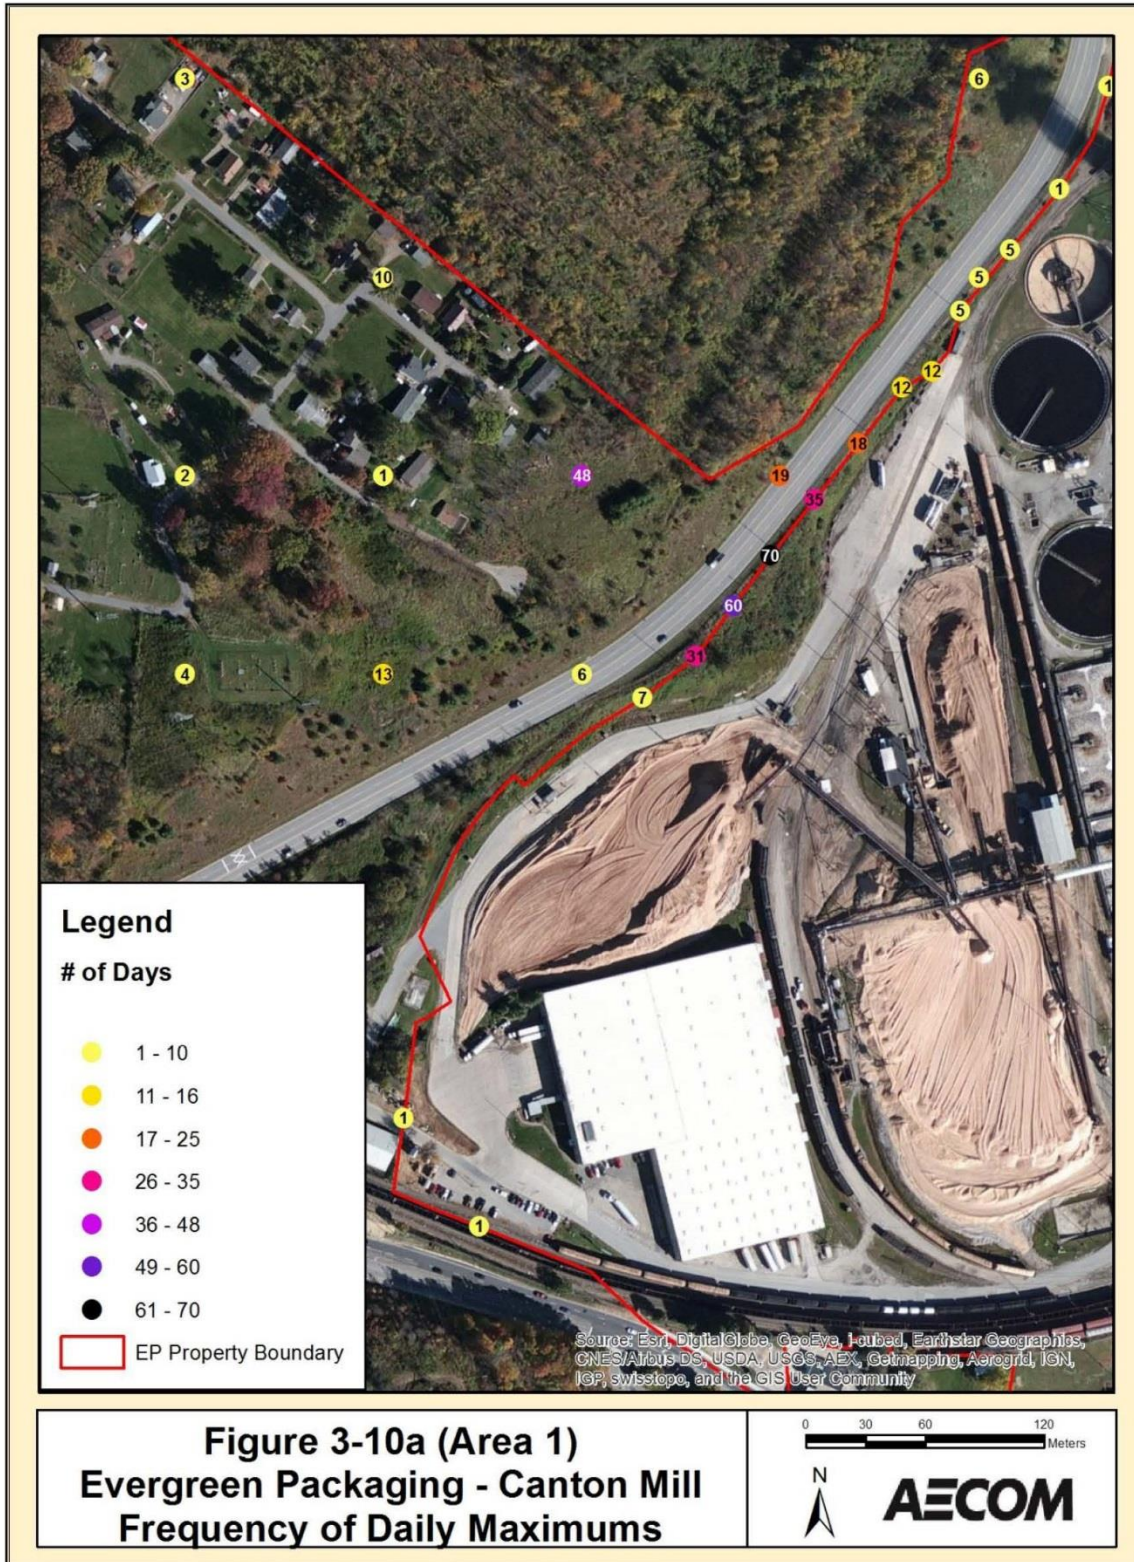 3
6
1
1
5
10
5
5
12
12
18
2
1
48
19
35
70
60
31
4
13
6
7
Legend
# of Days
1 - 10
11 - 16
17 - 25
26 - 35
36 - 48
49 - 60
61 - 70
EP Property Boundary
1
1
Source: Esri, DigitalGlobe, GeoEye, i-cubed, Earthstar Geographics,
CNES/Airbus DS, USDA, USGS, AEX, Getmapping, Aerogrid, IGN,
IGP, swisstopo, and the GIS User Community
Figure 3-10a (Area 1)
Evergreen Packaging - Canton Mill
Frequency of Daily Maximums
0 30 60 120
Meters
N
AECOM